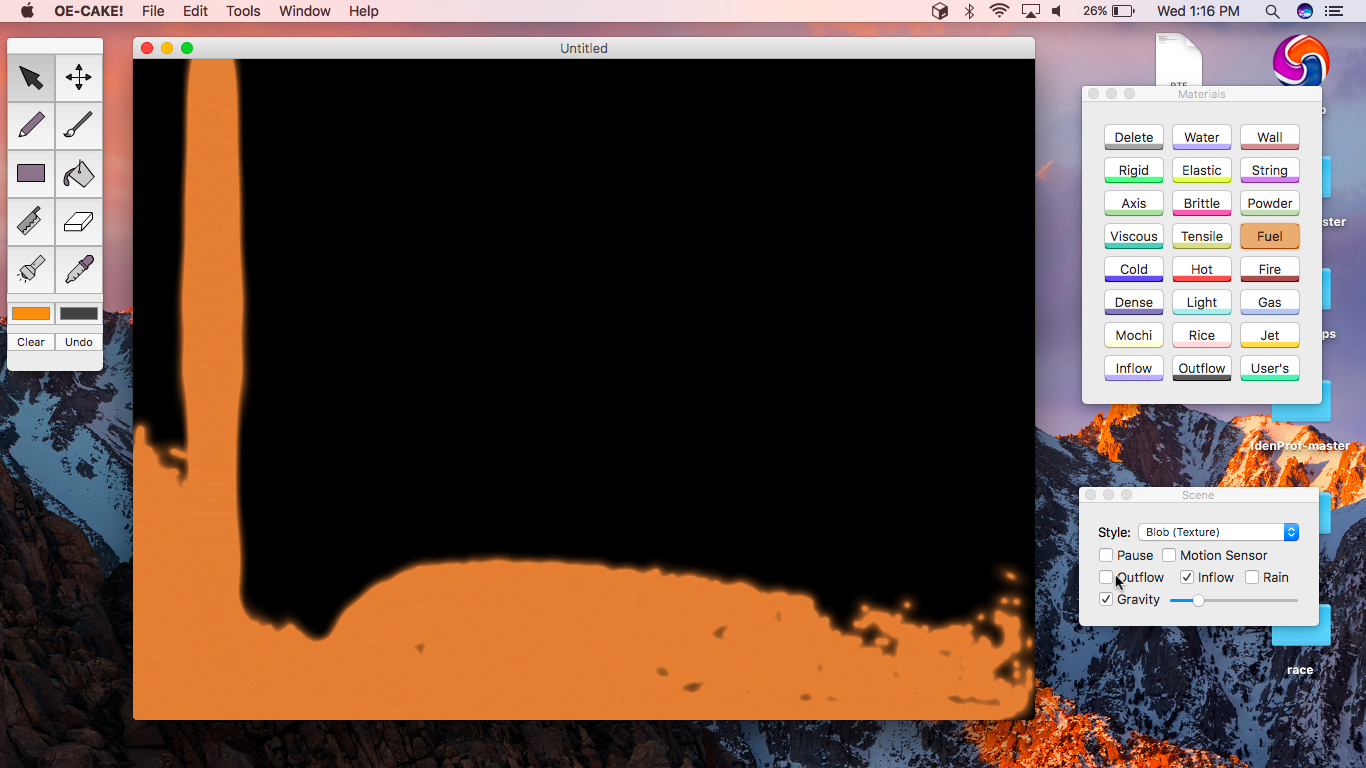 OE-CAKE! File Edit Tools Window Help 26% Wed 1:16 PM
Untitled
Clear Undo
Materials
Delete Water Wall
Rigid Elastic String
Axis Brittle Powder
Viscous Tensile Fuel
Cold Hot Fire
Dense Light Gas
Mochi Rice Jet
Inflow Outflow User's
Scene
Style: Blob (Texture)
Pause Motion Sensor
Outflow Inflow Rain
Gravity
ster
ps
IdenProf-master
race